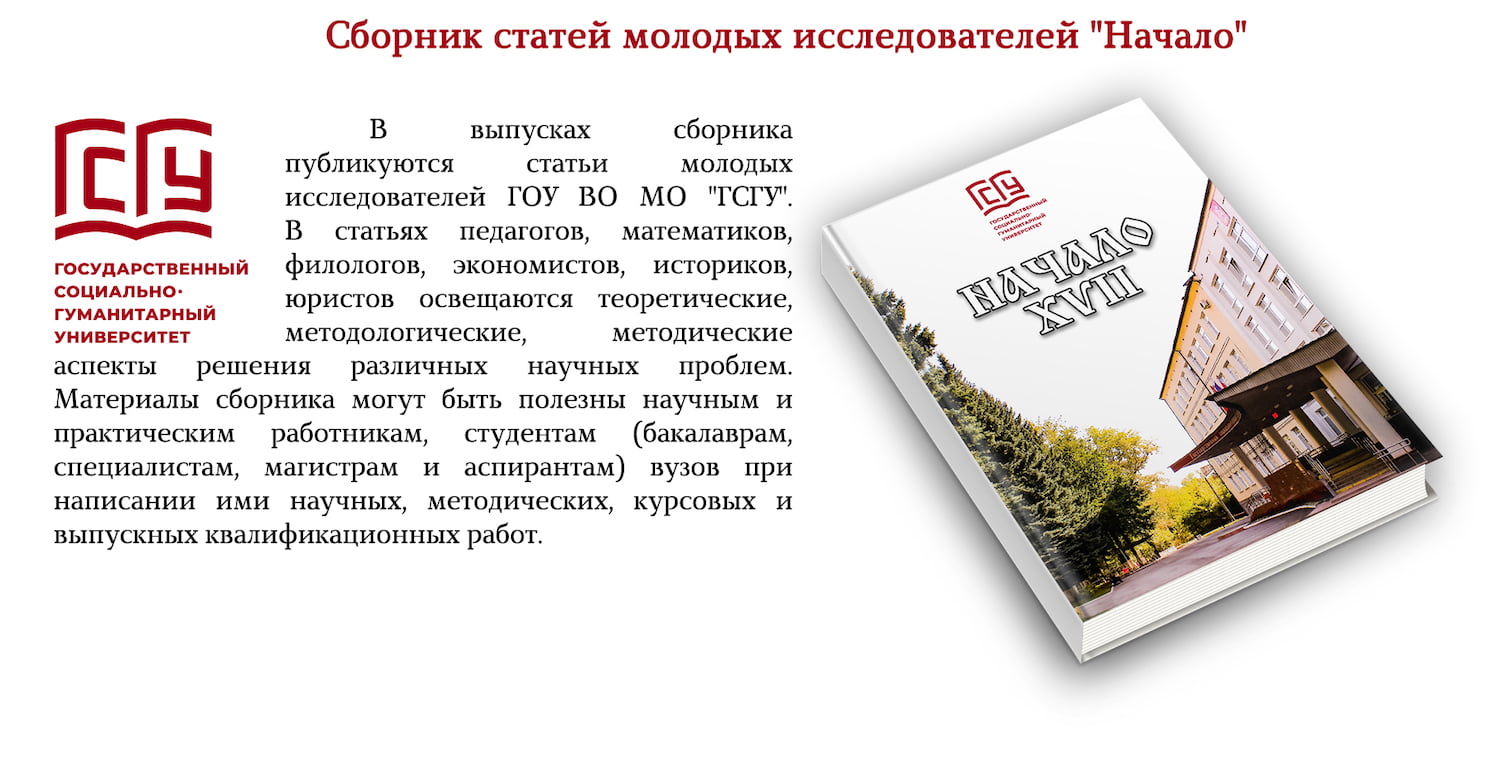 Сборник статей молодых исследователей "Начало"
ГСГУ
ГОСУДАРСТВЕННЫЙ
СОЦИАЛЬНО-
ГУМАНИТАРНЫЙ
УНИВЕРСИТЕТ
В выпусках сборника
публикуются статьи молодых
исследователей ГОУ ВО МО "ГСГУ".
В статьях педагогов, математиков,
филологов, экономистов, историков,
юристов освещаются теоретические,
методологические, методические
аспекты решения различных научных проблем.
Материалы сборника могут быть полезны научным и
практическим работникам, студентам (бакалаврам,
специалистам, магистрам и аспирантам) вузов при
написании ими научных, методических, курсовых и
выпускных квалификационных работ.
ГСГУ
ГОСУДАРСТВЕННЫЙ
СОЦИАЛЬНО-
ГУМАНИТАРНЫЙ
УНИВЕРСИТЕТ
НАЧАЛО
XVII